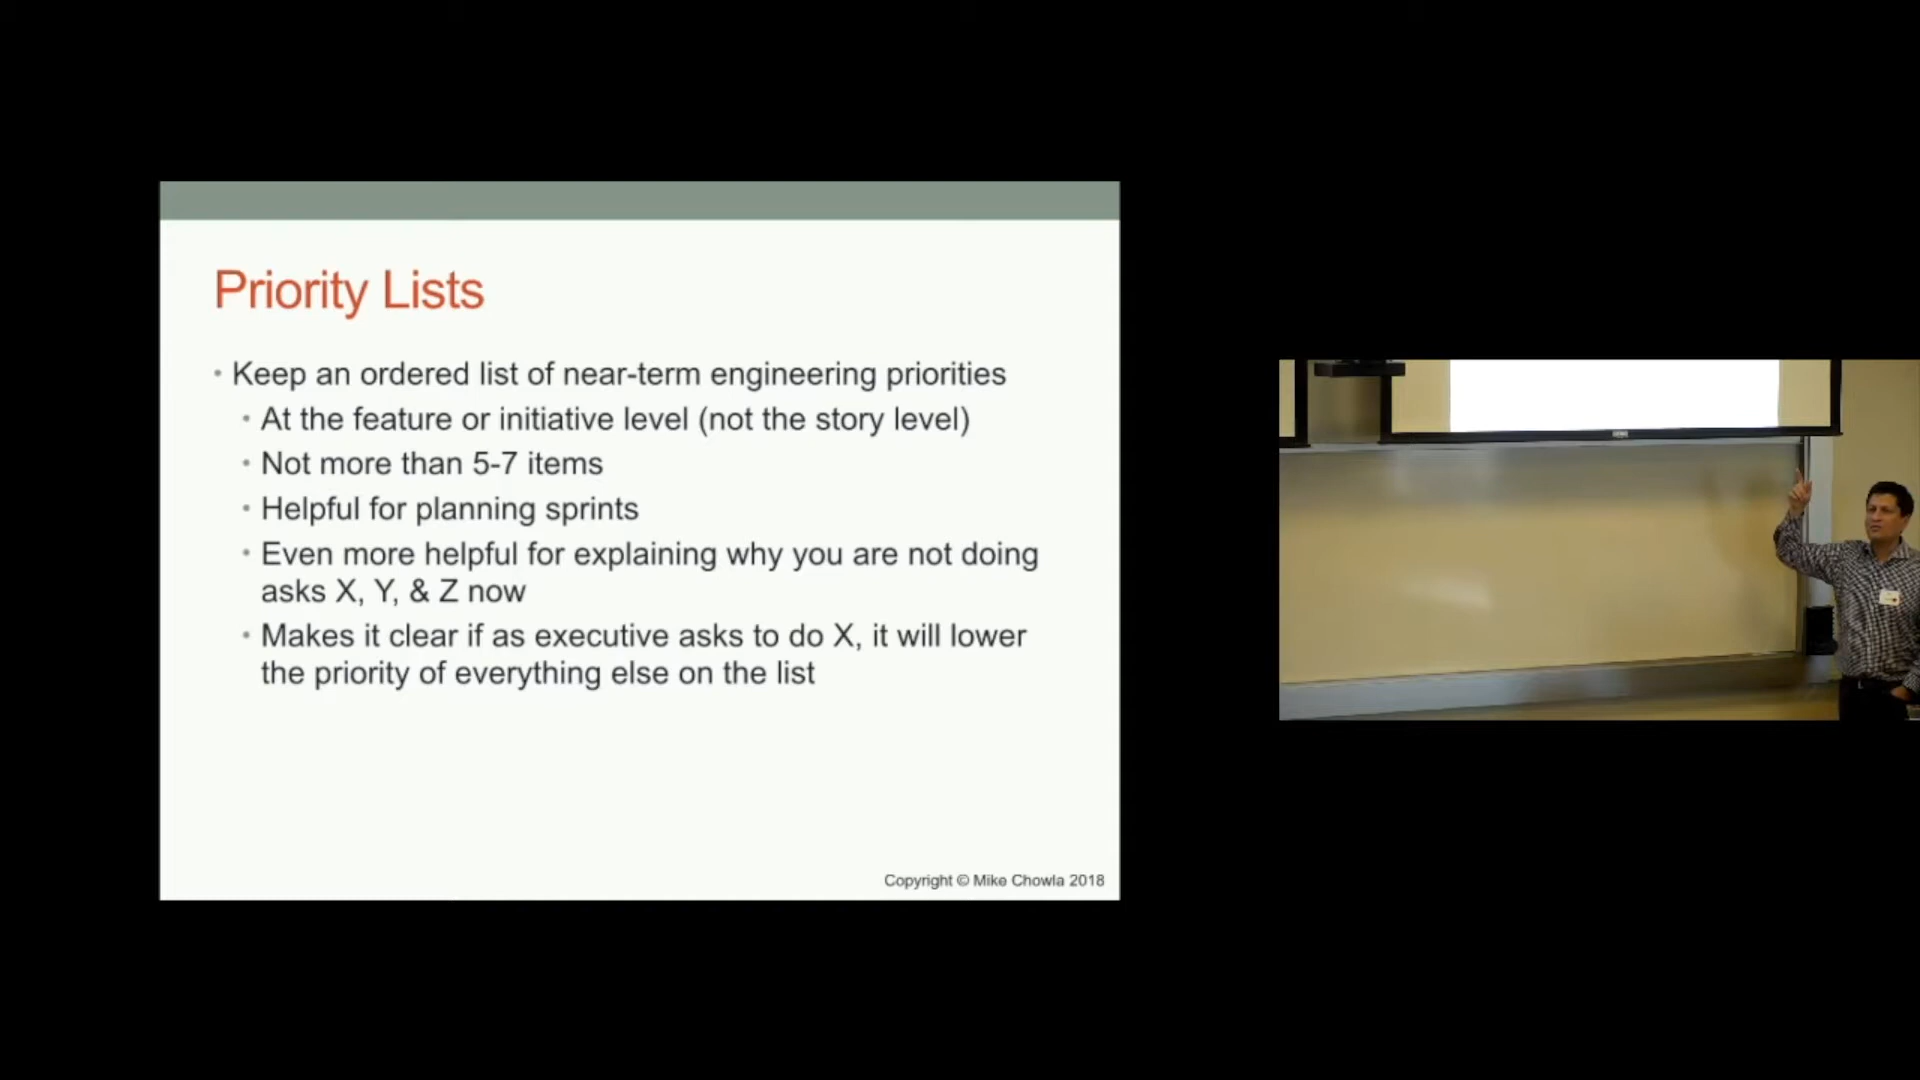 Priority Lists
• Keep an ordered list of near-term engineering priorities
• At the feature or initiative level (not the story level)
• Not more than 5-7 items
• Helpful for planning sprints
• Even more helpful for explaining why you are not doing
asks X, Y, & Z now
• Makes it clear if as executive asks to do X, it will lower
the priority of everything else on the list
Copyright © Mike Chowla 2018